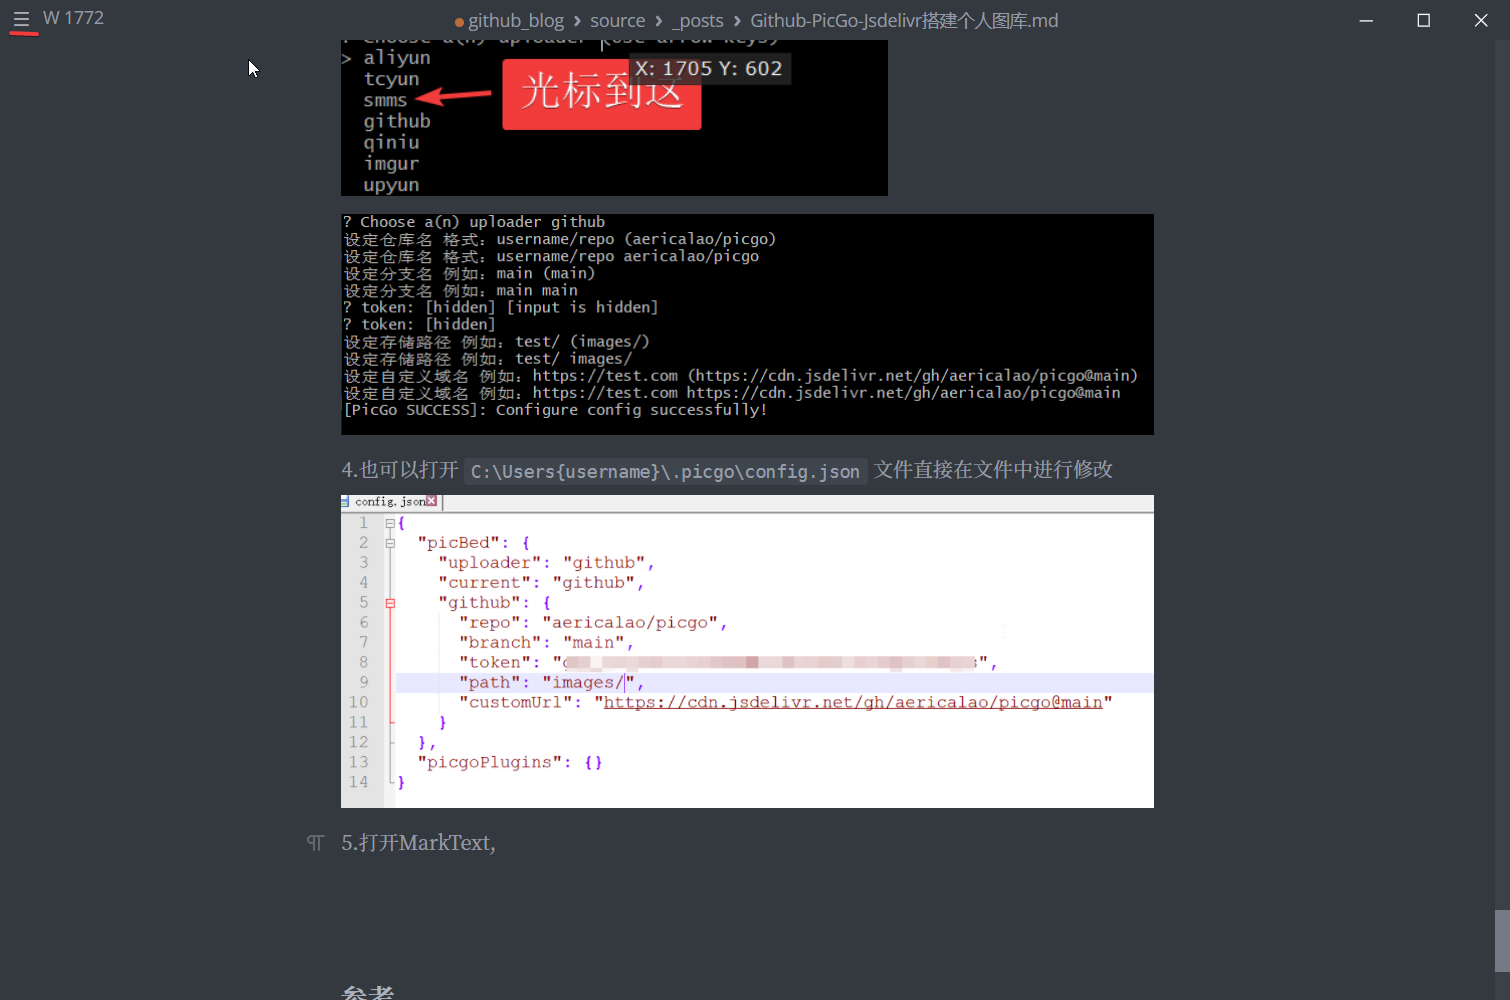 W 1772
github_blog › source › _posts › Github-PicGo-Jsdelivr搭建个人图库.md
? Choose a(n) uploader (Use arrow keys)
> aliyun
tcyun
smms
github
qiniu
imgur
upyun
光标到这
X: 1705 Y: 602
? Choose a(n) uploader github
设定仓库名 格式：username/repo (aericalao/picgo)
设定仓库名 格式：username/repo aericalao/picgo
设定分支名 例如：main (main)
设定分支名 例如：main main
? token: [hidden] [input is hidden]
? token: [hidden]
设定存储路径 例如：test/ (images/)
设定存储路径 例如：test/ images/
设定自定义域名 例如：https://test.com (https://cdn.jsdelivr.net/gh/aericalao/picgo@main)
设定自定义域名 例如：https://test.com https://cdn.jsdelivr.net/gh/aericalao/picgo@main
[PicGo SUCCESS]: Configure config successfully!
4.也可以打开 C:\Users{username}\.picgo\config.json 文件直接在文件中进行修改
config.json
1 {
2 "picBed": {
3 "uploader": "github",
4 "current": "github",
5 "github": {
6 "repo": "aericalao/picgo",
7 "branch": "main",
8 "token": "",
9 "path": "images/",
10 "customUrl": "https://cdn.jsdelivr.net/gh/aericalao/picgo@main"
11 }
12 },
13 "picgoPlugins": {}
14 }
5.打开MarkText,
参考